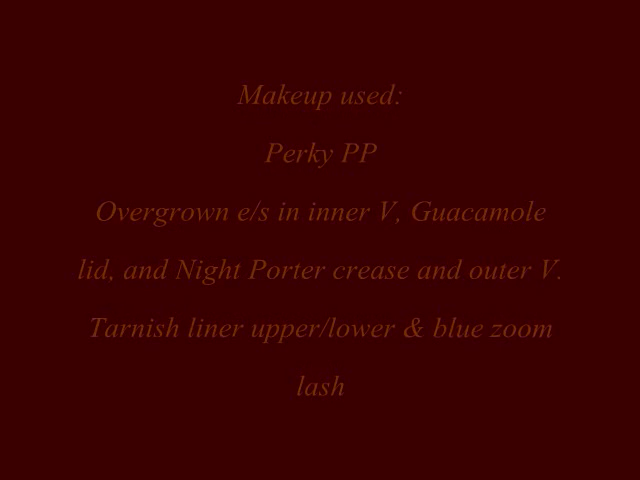 Makeup used:
Perky PP
Overgrown e/s in inner V, Guacamole
lid, and Night Porter crease and outer V.
Tarnish liner upper/lower & blue zoom
lash